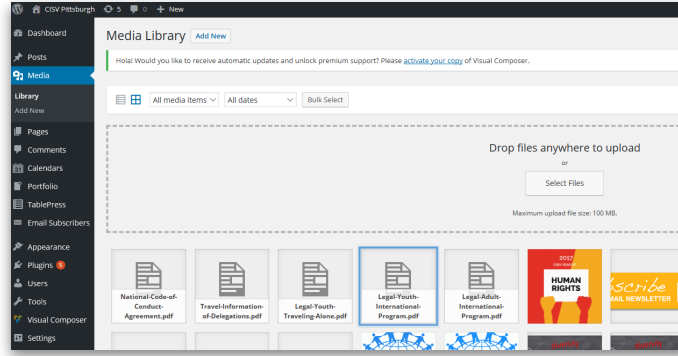 CISV Pittsburgh 5 0 + New
Dashboard
Posts
Media
Library
Add New
Pages
Comments
Calendars
Portfolio
TablePress
Email Subscribers
Appearance
Plugins 5
Users
Tools
Visual Composer
Settings
Media Library Add New
Hola! Would you like to receive automatic updates and unlock premium support? Please activate your copy of Visual Composer.
All media items All dates Bulk Select
Drop files anywhere to upload
or
Select Files
Maximum upload file size: 100 MB.
National-Code-of-
Conduct-
Agreement.pdf
Travel-Information-
of-Delegations.pdf
Legal-Youth-
Traveling-Alone.pdf
Legal-Youth-
International-
Program.pdf
Legal-Adult-
International-
Program.pdf
2017
HUMAN
RIGHTS
scribe
MAIL NEWSLETTER